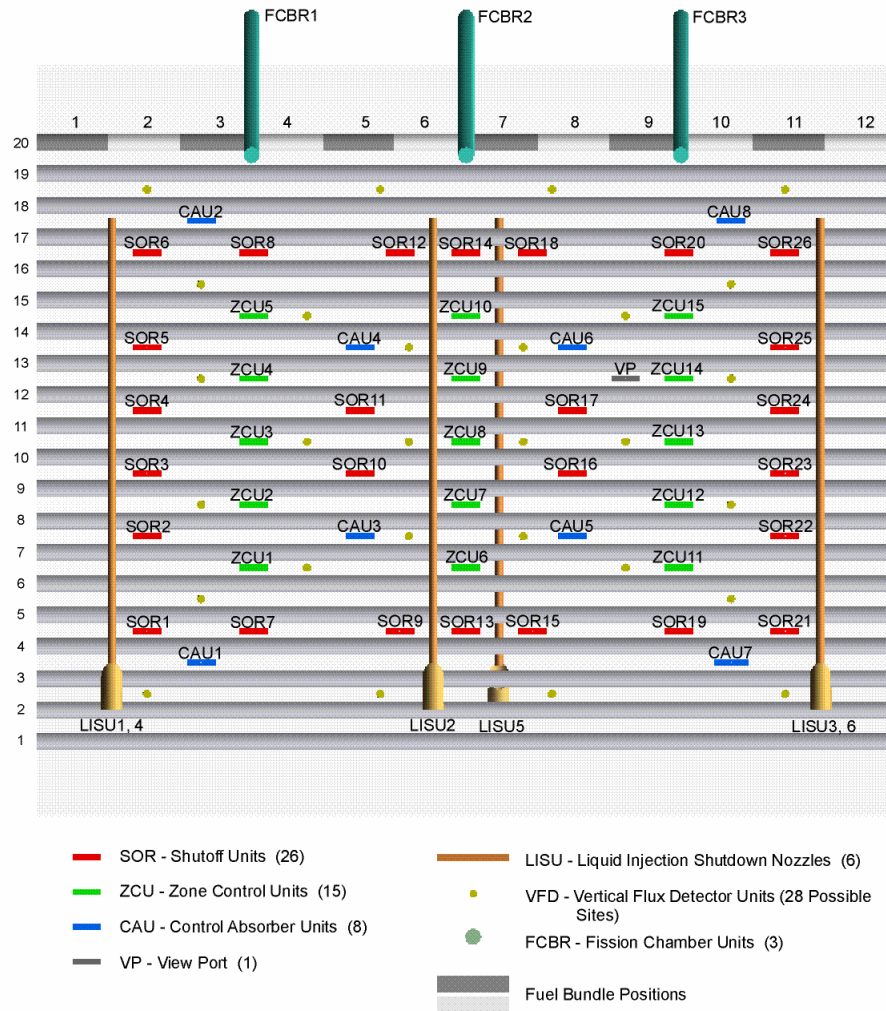 FCBR1 FCBR2 FCBR3
1 2 3 4 5 6 7 8 9 10 11 12
20
19
18
CAU2 CAU8
17
SOR6 SOR8 SOR12 SOR14 SOR18 SOR20 SOR26
16
15
ZCU5 ZCU10 ZCU15
14
SOR5 CAU4 CAU6 SOR25
13
ZCU4 ZCU9 VP ZCU14
12
SOR4 SOR11 SOR17 SOR24
11
ZCU3 ZCU8 ZCU13
10
SOR3 SOR10 SOR16 SOR23
9
ZCU2 ZCU7 ZCU12
8
SOR2 CAU3 CAU5 SOR22
7
ZCU1 ZCU6 ZCU11
6
5
SOR1 SOR7 SOR9 SOR13 SOR15 SOR19 SOR21
4
CAU1 CAU7
3
2
LISU1, 4 LISU2 LISU5 LISU3, 6
1
SOR - Shutoff Units (26)
ZCU - Zone Control Units (15)
CAU - Control Absorber Units (8)
VP - View Port (1)
LISU - Liquid Injection Shutdown Nozzles (6)
VFD - Vertical Flux Detector Units (28 Possible
Sites)
FCBR - Fission Chamber Units (3)
Fuel Bundle Positions